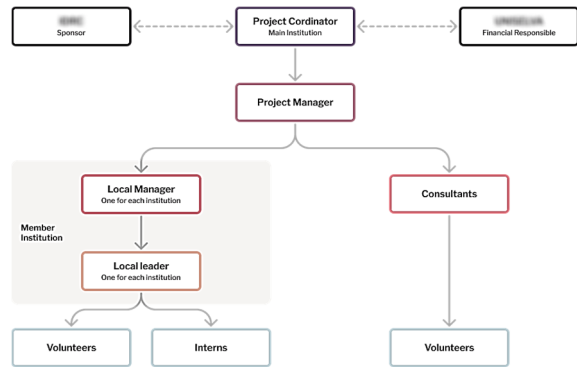 Sponsor
Project Cordinator
Main Institution
Financial Responsible
Project Manager
Local Manager
One for each institution
Consultants
Member
Institution
Local leader
One for each institution
Volunteers
Interns
Volunteers